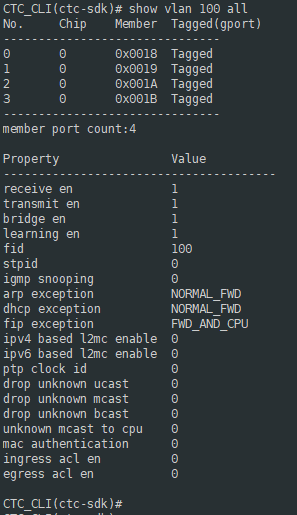 CTC_CLI(ctc-sdk)# show vlan 100 all
No. Chip Member Tagged(gport)
-------------------------------
0 0 0x0018 Tagged
1 0 0x0019 Tagged
2 0 0x001A Tagged
3 0 0x001B Tagged
-------------------------------
member port count:4
Property Value
---------------------------------------
receive en 1
transmit en 1
bridge en 1
learning en 1
fid 100
stpid 0
igmp snooping 0
arp exception NORMAL_FWD
dhcp exception NORMAL_FWD
fip exception FWD_AND_CPU
ipv4 based l2mc enable 0
ipv6 based l2mc enable 0
ptp clock id 0
drop unknown ucast 0
drop unknown mcast 0
drop unknown bcast 0
unknown mcast to cpu 0
mac authentication 0
ingress acl en 0
egress acl en 0
CTC_CLI(ctc-sdk)#